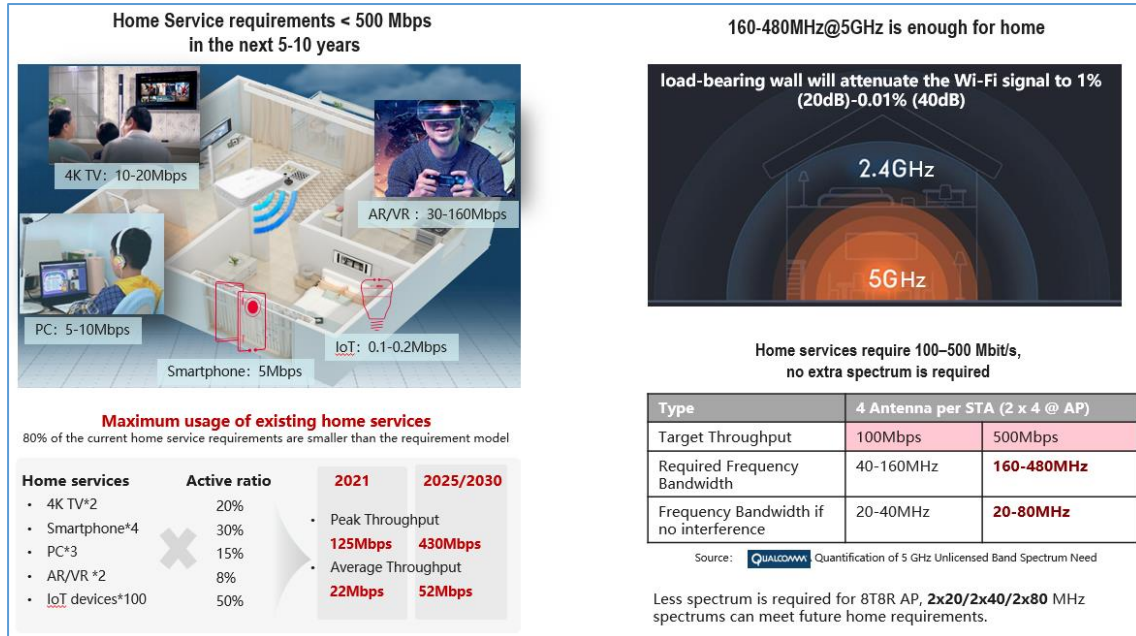 Home Service requirements < 500 Mbps
in the next 5-10 years
4K TV: 10-20Mbps
AR/VR : 30-160Mbps
PC: 5-10Mbps
IoT: 0.1-0.2Mbps
Smartphone: 5Mbps
Maximum usage of existing home services
80% of the current home service requirements are smaller than the requirement model
Home services Active ratio 2021 2025/2030
• 4K TV*2 20%
• Smartphone*4 30%
• PC*3 15%
• AR/VR *2 8%
• IoT devices*100 50%
• Peak Throughput
125Mbps 430Mbps
• Average Throughput
22Mbps 52Mbps
160-480MHz@5GHz is enough for home
load-bearing wall will attenuate the Wi-Fi signal to 1%
(20dB)-0.01% (40dB)
2.4GHz
5GHz
Home services require 100–500 Mbit/s,
no extra spectrum is required
Type 4 Antenna per STA (2 x 4 @ AP)
Target Throughput 100Mbps 500Mbps
Required Frequency
Bandwidth 40-160MHz 160-480MHz
Frequency Bandwidth if
no interference 20-40MHz 20-80MHz
Source: QUALCOMM Quantification of 5 GHz Unlicensed Band Spectrum Need
Less spectrum is required for 8T8R AP, 2x20/2x40/2x80 MHz
spectrums can meet future home requirements.